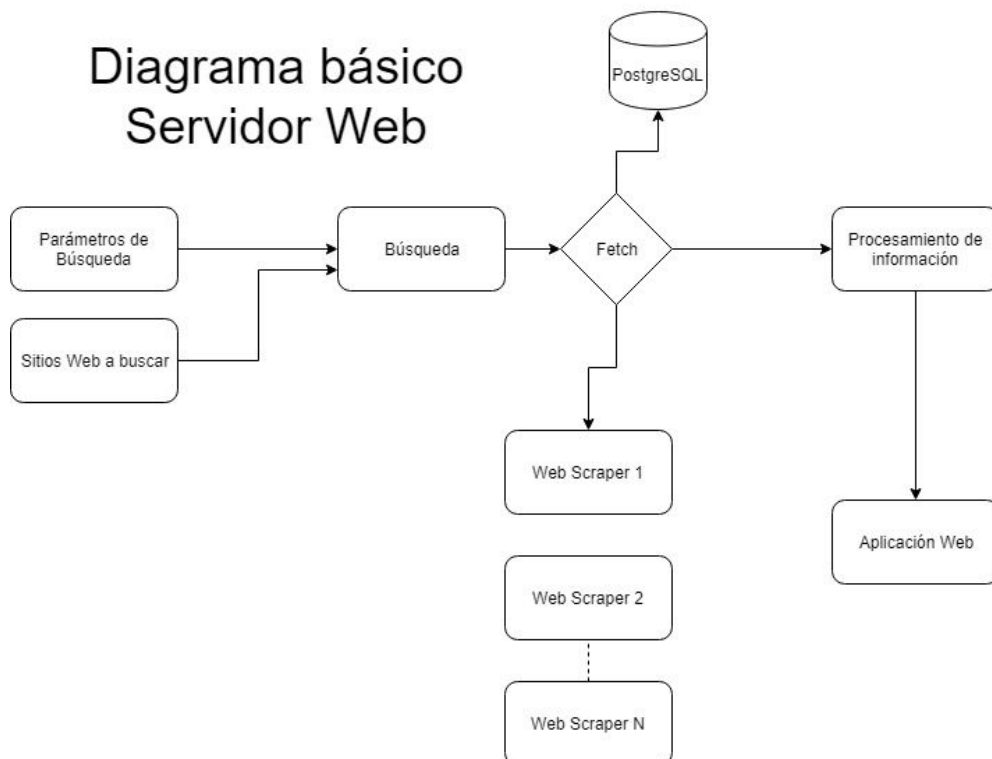 Diagrama básico
Servidor Web
PostgreSQL
Parámetros de
Búsqueda
Búsqueda
Fetch
Procesamiento de
información
Sitios Web a buscar
Web Scraper 1
Aplicación Web
Web Scraper 2
Web Scraper N